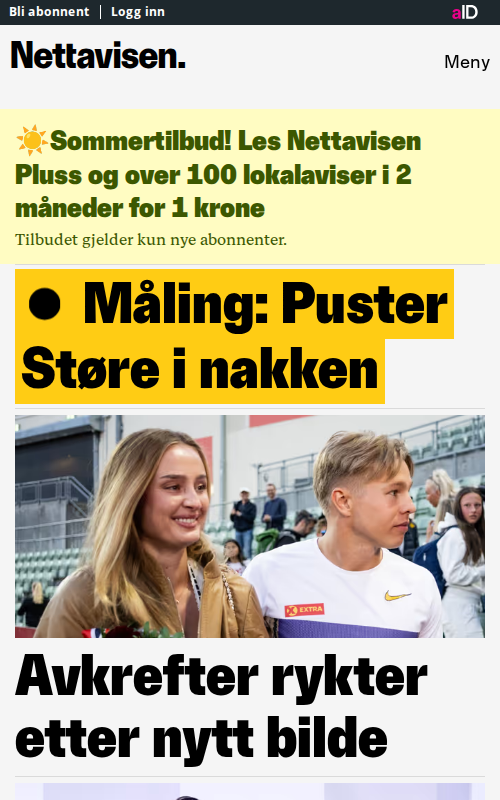 Bli abonnent | Logg inn
aID
Nettavisen.
Meny
☀️Sommertilbud! Les Nettavisen
Pluss og over 100 lokalaviser i 2
måneder for 1 krone
Tilbudet gjelder kun nye abonnenter.
● Måling: Puster
Støre i nakken
EXTRA
Avkrefter rykter
etter nytt bilde